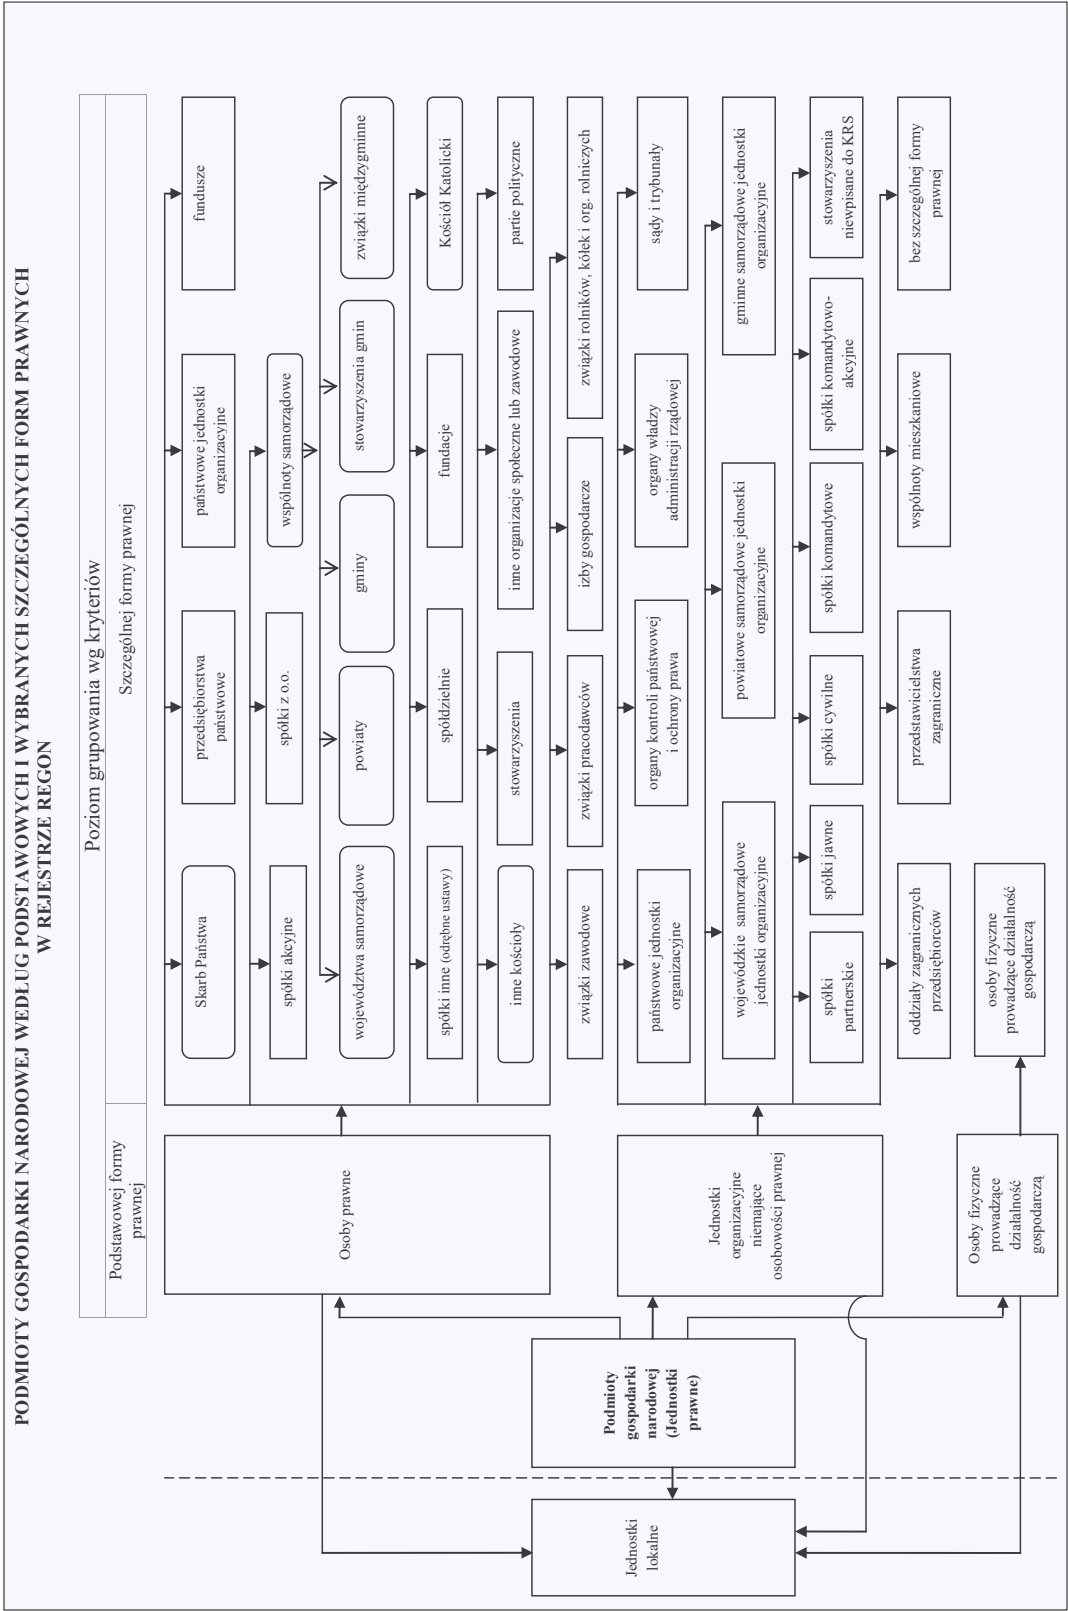 PODMIOTY GOSPODARKI NARODOWEJ WEDŁUG PODSTAWOWYCH I WYBRANYCH SZCZEGÓLNYCH FORM PRAWNYCH
W REJESTRZE REGON
Poziom grupowania wg kryteriów
Podstawowej formy
prawnej
Szczególnej formy prawnej
Jednostki
lokalne
Podmioty
gospodarki
narodowej
(Jednostki
prawne)
Osoby prawne
Skarb Państwa
przedsiębiorstwa
państwowe
państwowe jednostki
organizacyjne
fundusze
spółki akcyjne
spółki z o.o.
wspólnoty samorządowe
województwa samorządowe
powiaty
gminy
stowarzyszenia gmin
związki międzygminne
spółki inne (odrębne ustawy)
spółdzielnie
fundacje
Kościół Katolicki
inne kościoły
stowarzyszenia
inne organizacje społeczne lub zawodowe
partie polityczne
związki zawodowe
związki pracodawców
izby gospodarcze
związki rolników, kółek i org. rolniczych
Jednostki
organizacyjne
niemające
osobowości prawnej
państwowe jednostki
organizacyjne
organy kontroli państwowej
i ochrony prawa
organy władzy
administracji rządowej
sądy i trybunały
wojewódzkie samorządowe
jednostki organizacyjne
powiatowe samorządowe jednostki
organizacyjne
gminne samorządowe jednostki
organizacyjne
spółki
partnerskie
spółki jawne
spółki cywilne
spółki komandytowe
spółki komandytowo-
akcyjne
stowarzyszenia
niewpisane do KRS
oddziały zagranicznych
przedsiębiorców
przedstawicielstwa
zagraniczne
wspólnoty mieszkaniowe
bez szczególnej formy
prawnej
Osoby fizyczne
prowadzące
działalność
gospodarczą
osoby fizyczne
prowadzące działalność
gospodarczą